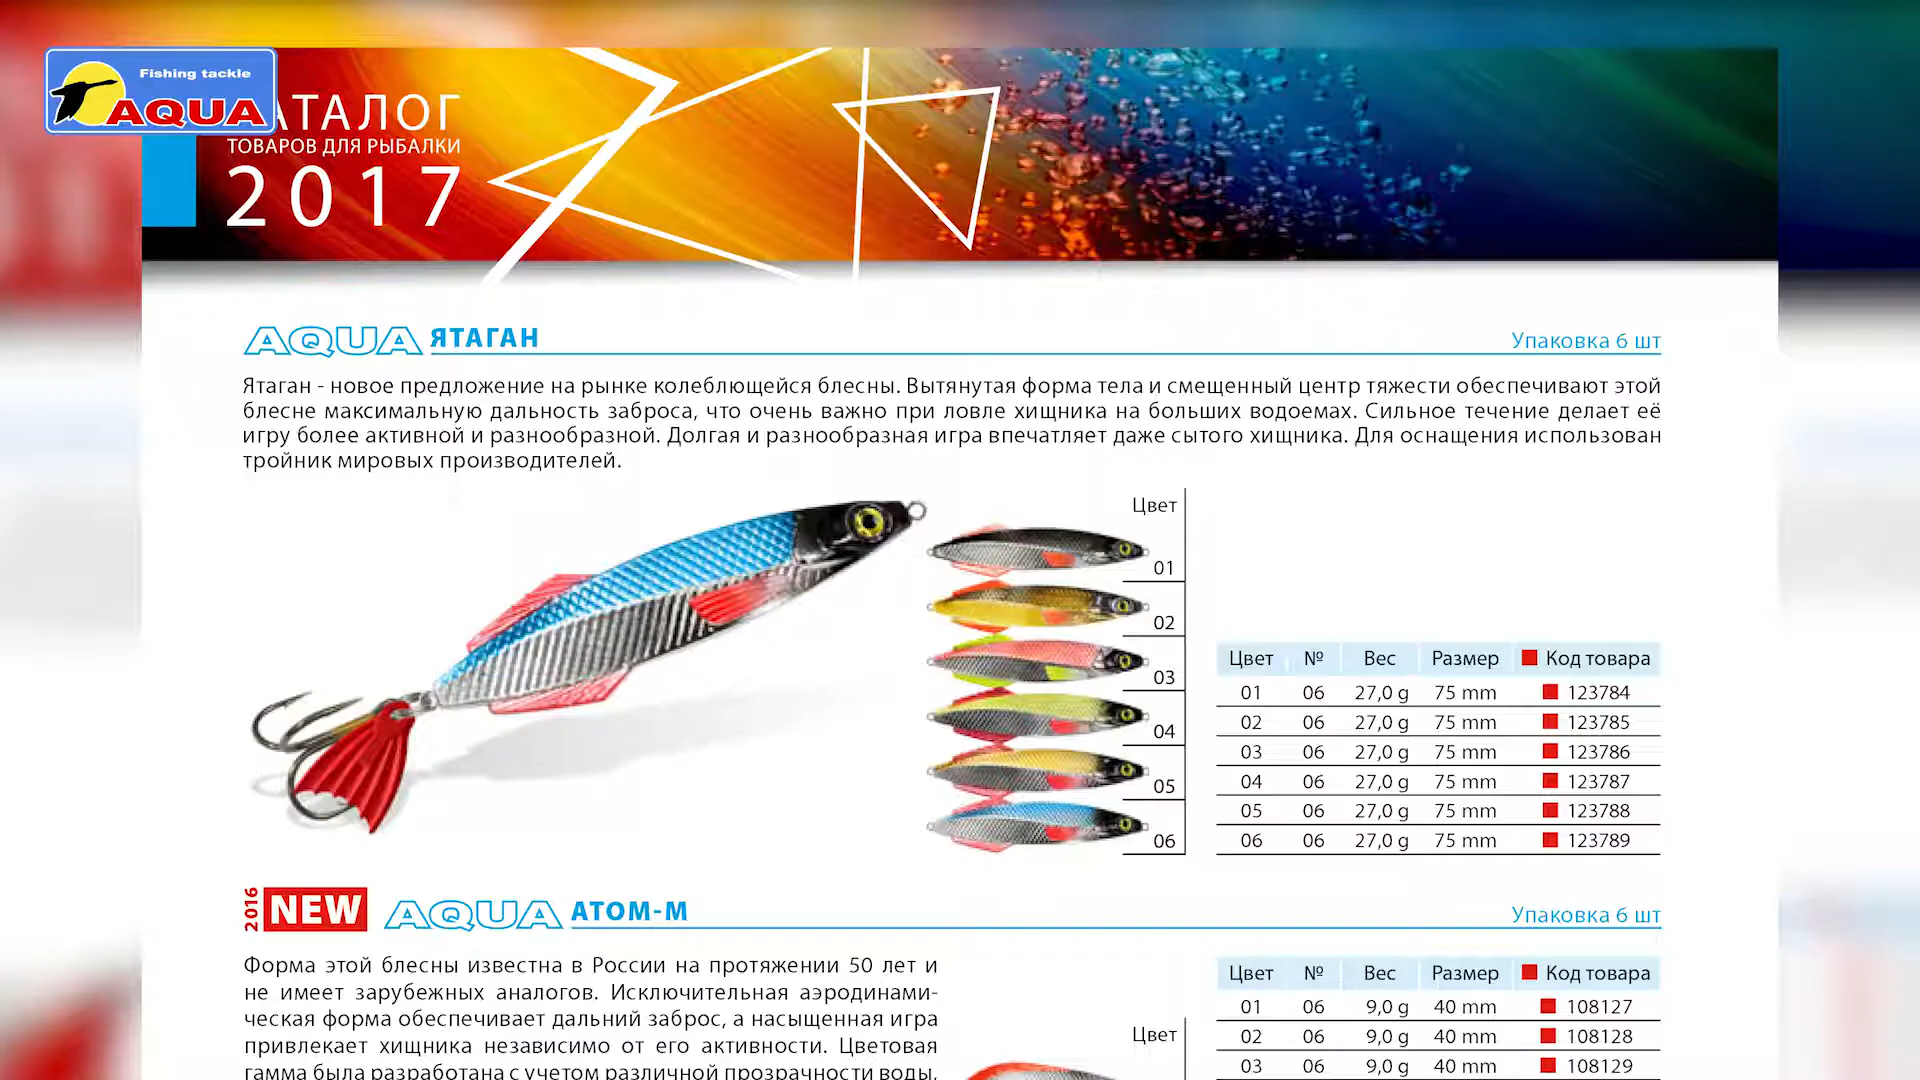 Fishing tackle
AQUA
АТАЛОГ
ТОВАРОВ ДЛЯ РЫБАЛКИ
2017
AQUA ЯТАГАН
Упаковка 6 шт
Ятаган - новое предложение на рынке колеблющейся блесны. Вытянутая форма тела и смещенный центр тяжести обеспечивают этой
блесне максимальную дальность заброса, что очень важно при ловле хищника на больших водоемах. Сильное течение делает её
игру более активной и разнообразной. Долгая и разнообразная игра впечатляет даже сытого хищника. Для оснащения использован
тройник мировых производителей.
Цвет
01
02
03
04
05
06
Цвет № Вес Размер Код товара
01 06 27,0 g 75 mm 123784
02 06 27,0 g 75 mm 123785
03 06 27,0 g 75 mm 123786
04 06 27,0 g 75 mm 123787
05 06 27,0 g 75 mm 123788
06 06 27,0 g 75 mm 123789
2016 NEW AQUA АТОМ-М
Упаковка 6 шт
Форма этой блесны известна в России на протяжении 50 лет и
не имеет зарубежных аналогов. Исключительная аэродинами-
ческая форма обеспечивает дальний заброс, а насыщенная игра
привлекает хищника независимо от его активности. Цветовая
гамма была разработана с учетом различной прозрачности воды,
Цвет
Цвет № Вес Размер Код товара
01 06 9,0 g 40 mm 108127
02 06 9,0 g 40 mm 108128
03 06 9,0 g 40 mm 108129